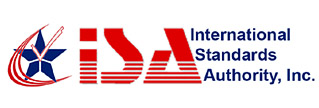 iSA
International
Standards
Authority, Inc.